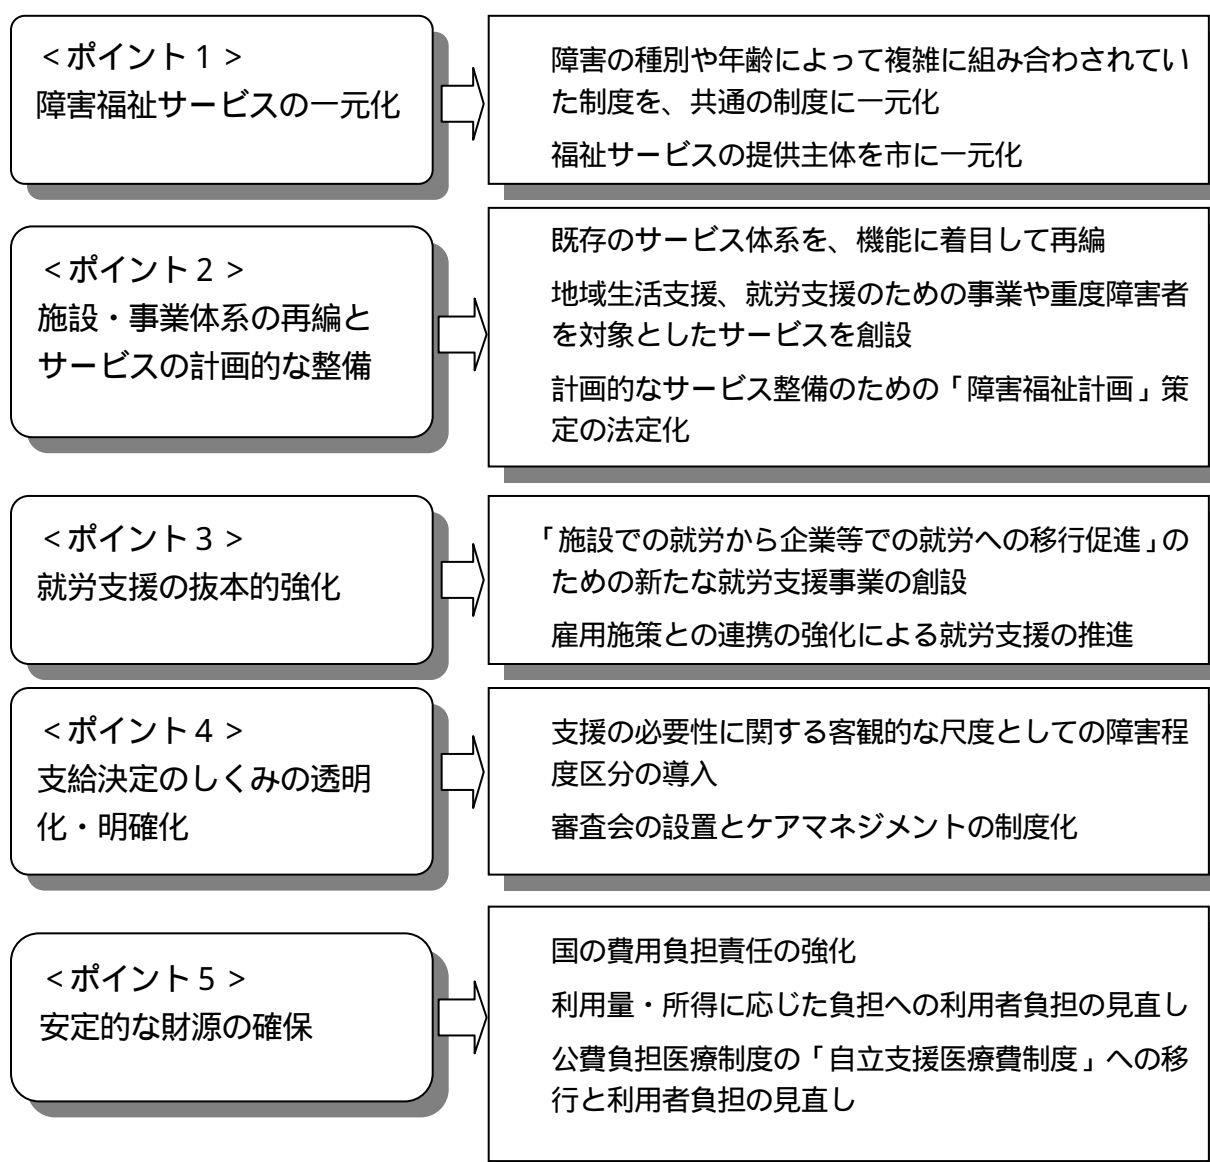 ＜ポイント１＞
障害福祉サービスの一元化
障害の種別や年齢によって複雑に組み合わされてい
た制度を、共通の制度に一元化
福祉サービスの提供主体を市に一元化
＜ポイント２＞
施設・事業体系の再編と
サービスの計画的な整備
既存のサービス体系を、機能に着目して再編
地域生活支援、就労支援のための事業や重度障害者
を対象としたサービスを創設
計画的なサービス整備のための「障害福祉計画」策
定の法定化
＜ポイント３＞
就労支援の抜本的強化
「施設での就労から企業等での就労への移行促進」の
ための新たな就労支援事業の創設
雇用施策との連携の強化による就労支援の推進
＜ポイント４＞
支給決定のしくみの透明
化・明確化
支援の必要性に関する客観的な尺度としての障害程
度区分の導入
審査会の設置とケアマネジメントの制度化
＜ポイント５＞
安定的な財源の確保
国の費用負担責任の強化
利用量・所得に応じた負担への利用者負担の見直し
公費負担医療制度の「自立支援医療費制度」への移
行と利用者負担の見直し